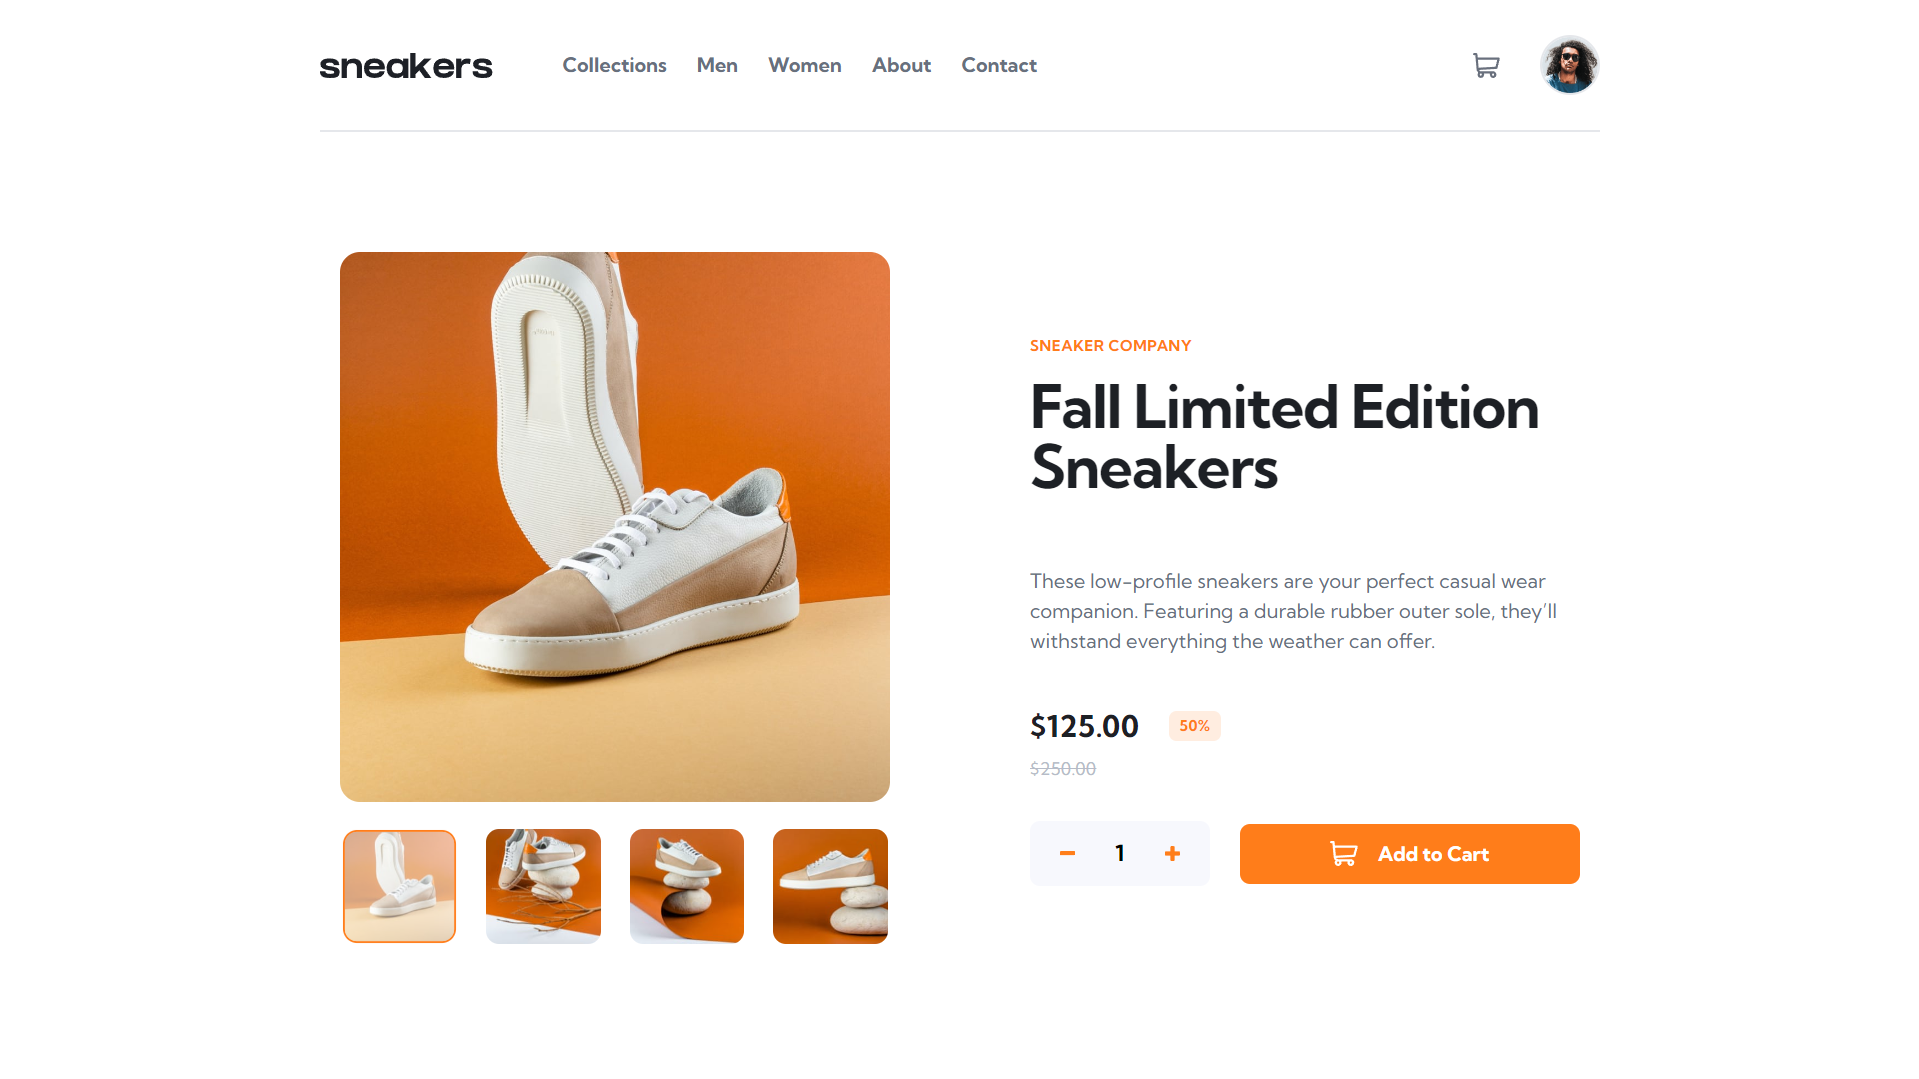 sneakers
Collections Men Women About Contact
SNEAKER COMPANY
Fall Limited Edition
Sneakers
These low-profile sneakers are your perfect casual wear
companion. Featuring a durable rubber outer sole, they’ll
withstand everything the weather can offer.
$125.00 50%
$250.00
1
Add to Cart